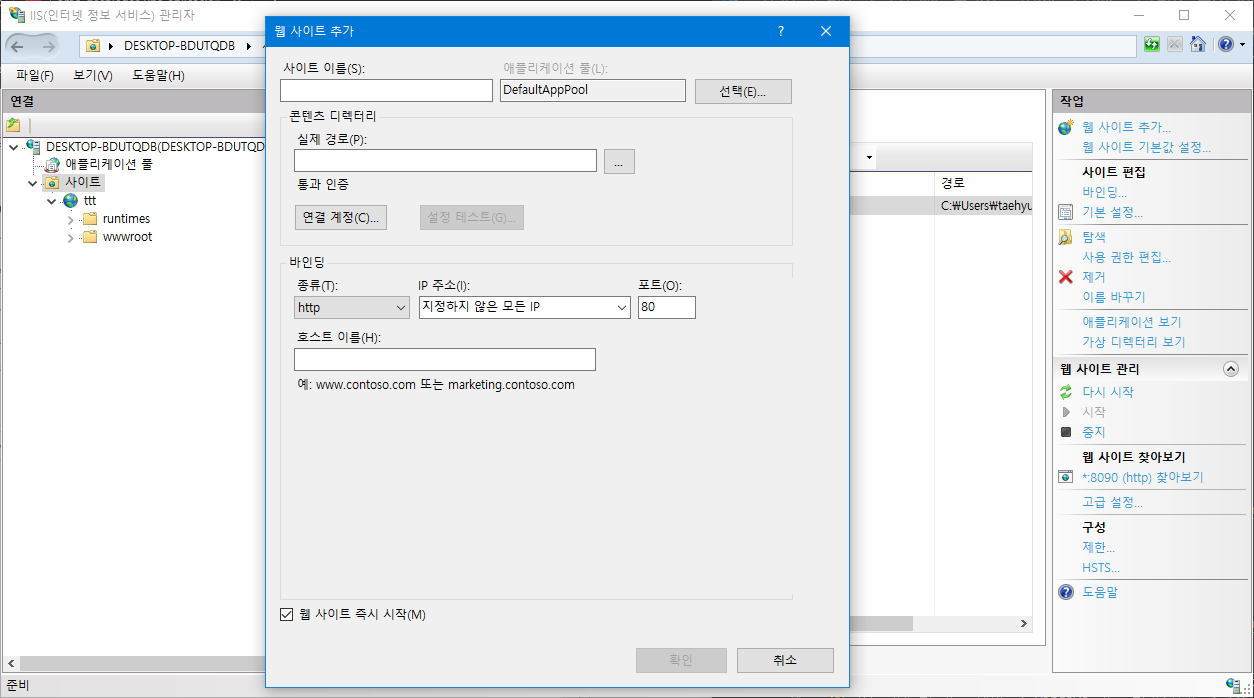 IIS(인터넷 정보 서비스) 관리자
DESKTOP-BDUTQDB
파일(F) 보기(V) 도움말(H)
연결
DESKTOP-BDUTQDB(DESKTOP-BDUTQD
애플리케이션 풀
사이트
ttt
runtimes
wwwroot
준비
웹 사이트 추가
?
사이트 이름(S):
애플리케이션 풀(L):
DefaultAppPool
선택(E)...
콘텐츠 디렉터리
실제 경로(P):
...
통과 인증
연결 계정(C)...
설정 테스트(G)...
바인딩
종류(T):
IP 주소(I):
포트(O):
http
지정하지 않은 모든 IP
80
호스트 이름(H):
예: www.contoso.com 또는 marketing.contoso.com
웹 사이트 즉시 시작(M)
확인
취소
경로
C:₩Users₩taehyu
작업
웹 사이트 추가...
웹 사이트 기본값 설정...
사이트 편집
바인딩...
기본 설정...
탐색
사용 권한 편집...
제거
이름 바꾸기
애플리케이션 보기
가상 디렉터리 보기
웹 사이트 관리
다시 시작
시작
중지
웹 사이트 찾아보기
*:8090 (http) 찾아보기
고급 설정...
구성
제한...
HSTS...
도움말